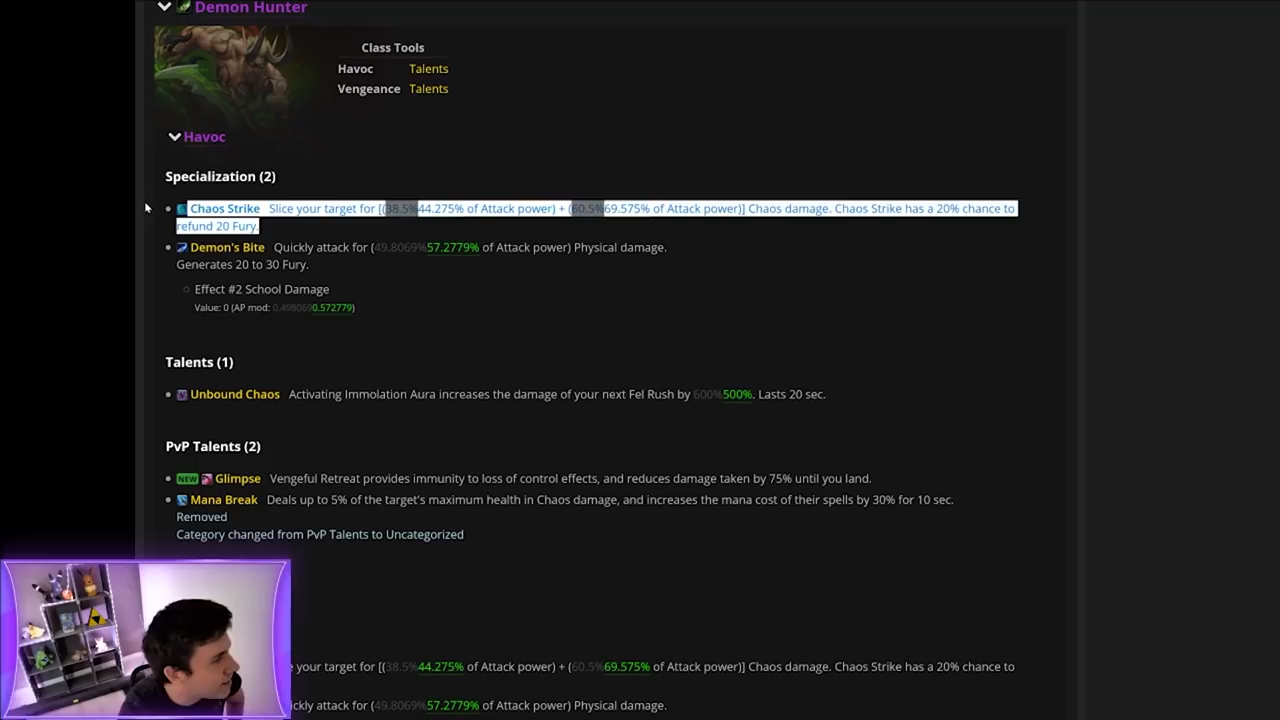 Demon Hunter
Class Tools
Havoc Talents
Vengeance Talents
Havoc
Specialization (2)
Chaos Strike Slice your target for [(38.5%44.275% of Attack power) + (60.5%69.575% of Attack power)] Chaos damage. Chaos Strike has a 20% chance to
refund 20 Fury.
Demon's Bite Quickly attack for (49.8069%57.2779% of Attack power) Physical damage.
Generates 20 to 30 Fury.
Effect #2 School Damage
Value: 0 (AP mod: 0.4980690.572779)
Talents (1)
Unbound Chaos Activating Immolation Aura increases the damage of your next Fel Rush by 600%500%. Lasts 20 sec.
PvP Talents (2)
NEW Glimpse Vengeful Retreat provides immunity to loss of control effects, and reduces damage taken by 75% until you land.
Mana Break Deals up to 5% of the target's maximum health in Chaos damage, and increases the mana cost of their spells by 30% for 10 sec.
Removed
Category changed from PvP Talents to Uncategorized
e your target for [(38.5%44.275% of Attack power) + (60.5%69.575% of Attack power)] Chaos damage. Chaos Strike has a 20% chance to
ickly attack for (49.8069%57.2779% of Attack power) Physical damage.